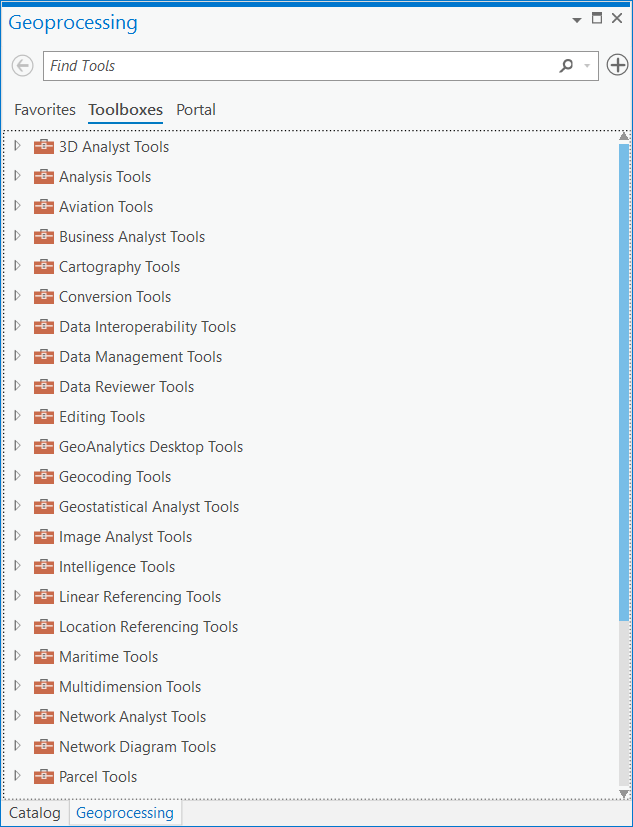 Geoprocessing
Find Tools
Favorites Toolboxes Portal
3D Analyst Tools
Analysis Tools
Aviation Tools
Business Analyst Tools
Cartography Tools
Conversion Tools
Data Interoperability Tools
Data Management Tools
Data Reviewer Tools
Editing Tools
GeoAnalytics Desktop Tools
Geocoding Tools
Geostatistical Analyst Tools
Image Analyst Tools
Intelligence Tools
Linear Referencing Tools
Location Referencing Tools
Maritime Tools
Multidimension Tools
Network Analyst Tools
Network Diagram Tools
Parcel Tools
Catalog Geoprocessing